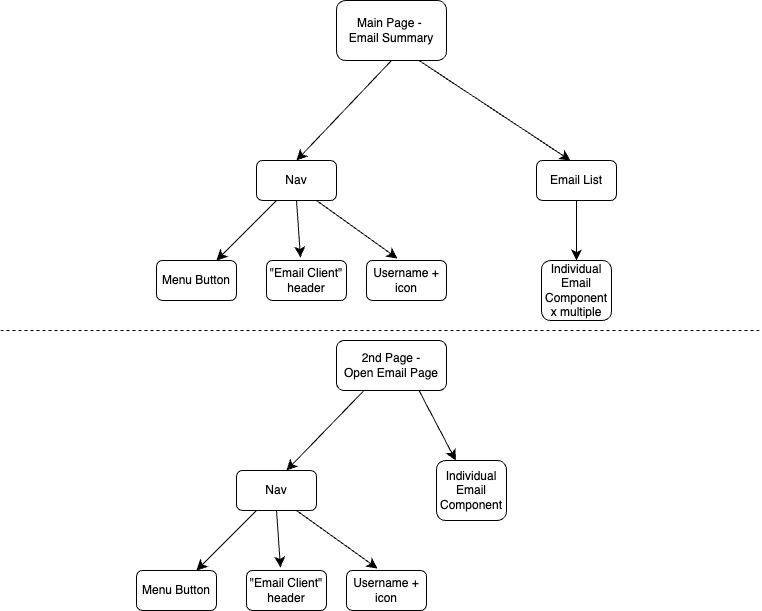 Main Page -
Email Summary
Nav
Email List
Menu Button
"Email Client"
header
Username +
icon
Individual
Email
Component
x multiple
2nd Page -
Open Email Page
Individual
Email
Component
Nav
Menu Button
"Email Client"
header
Username +
icon